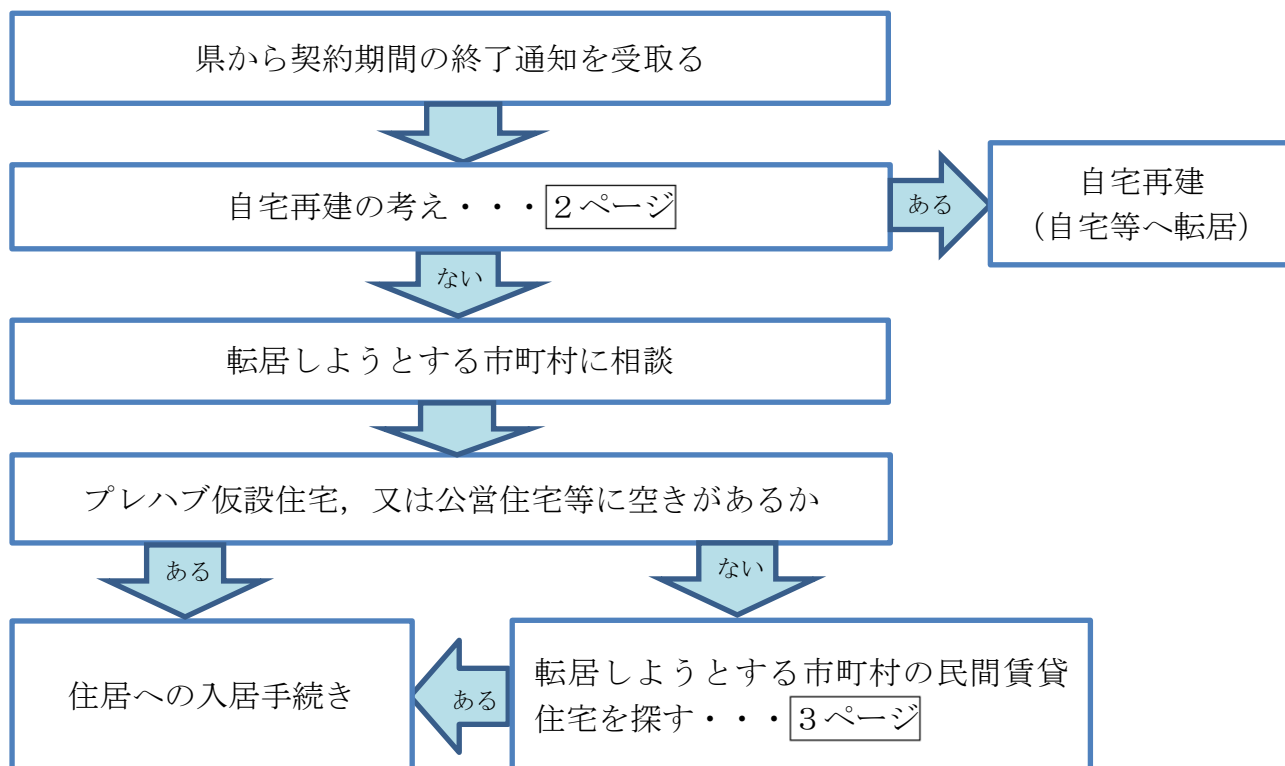 県から契約期間の終了通知を受取る
自宅再建の考え・・・２ページ
ある
自宅再建
（自宅等へ転居）
ない
転居しようとする市町村に相談
プレハブ仮設住宅，又は公営住宅等に空きがあるか
ある
ない
住居への入居手続き
ある
転居しようとする市町村の民間賃貸
住宅を探す・・・３ページ